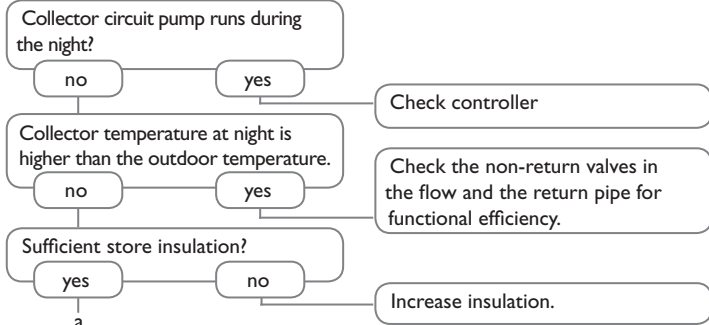 Collector circuit pump runs during
the night?
no
yes
Check controller
Collector temperature at night is
higher than the outdoor temperature.
no
yes
Check the non-return valves in
the flow and the return pipe for
functional efficiency.
Sufficient store insulation?
yes
no
Increase insulation.
a